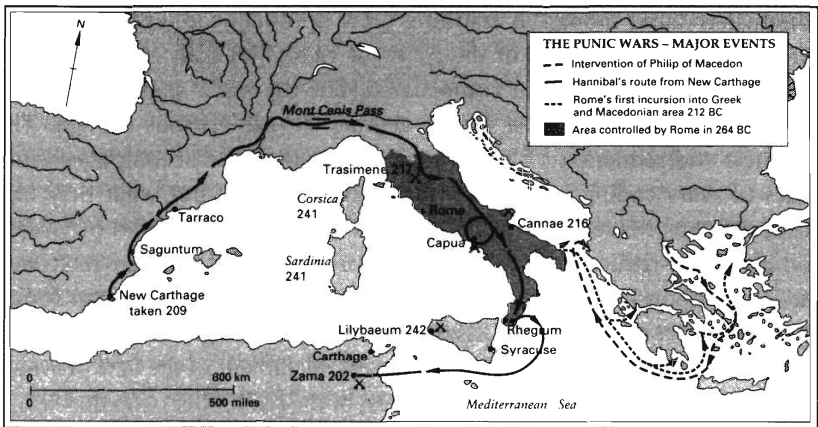 THE PUNIC WARS – MAJOR EVENTS
Intervention of Philip of Macedon
Hannibal's route from New Carthage
Rome's first incursion into Greek
and Macedonian area 212 BC
Area controlled by Rome in 264 BC
Mont Cenis Pass
Trasimene 217
Corsica
241
Rome
Tarraco
Cannae 216
Capua
Saguntum
Sardinia
241
New Carthage
taken 209
Lilybaeum 242
Rhegium
Carthage
Syracuse
Zama 202
0 800 km
0 500 miles
Mediterranean Sea